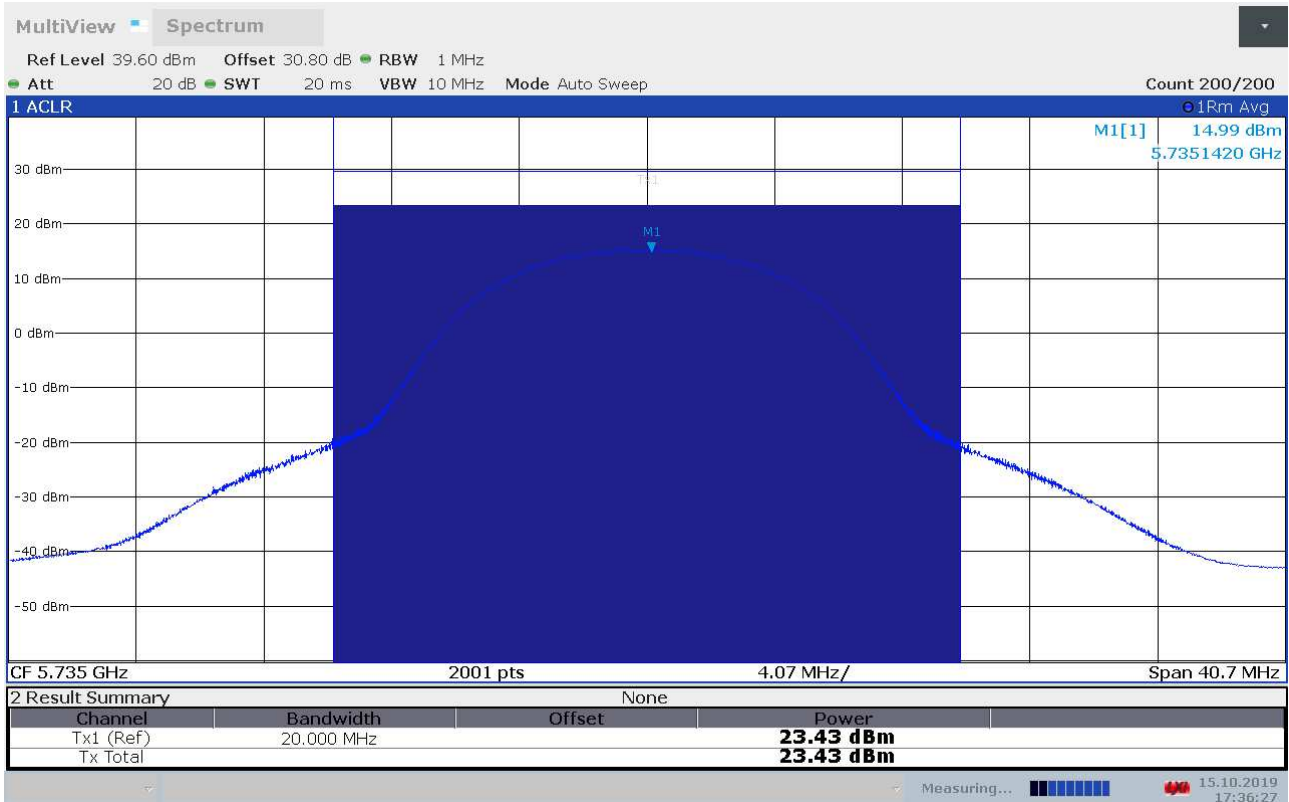 MultiView Spectrum
Ref Level 39.60 dBm Offset 30.80 dB RBW 1 MHz
Att 20 dB SWT 20 ms VBW 10 MHz Mode Auto Sweep Count 200/200
1 ACLR 1Rm Avg
M1[1] 14.99 dBm
5.7351420 GHz
30 dBm
Tx1
20 dBm
M1
10 dBm
0 dBm
-10 dBm
-20 dBm
-30 dBm
-40 dBm
-50 dBm
CF 5.735 GHz 2001 pts 4.07 MHz/ Span 40.7 MHz
2 Result Summary None
Channel Bandwidth Offset Power
Tx1 (Ref) 20.000 MHz 23.43 dBm
Tx Total 23.43 dBm
Measuring... 15.10.2019
17:36:27